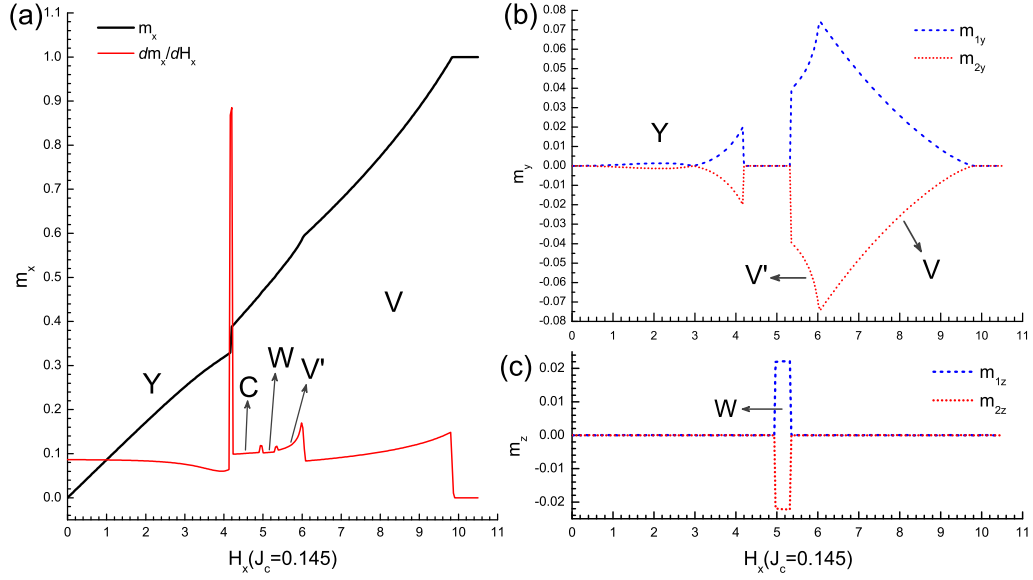 (a)
m_x
dm_x/dH_x
1.1
1.0
0.9
0.8
0.7
0.6
0.5
0.4
0.3
0.2
0.1
0.0
m_x
Y
C
W
V'
V
0 1 2 3 4 5 6 7 8 9 10 11
H_x(J_c=0.145)
(b)
m_1y
m_2y
0.08
0.07
0.06
0.05
0.04
0.03
0.02
0.01
0.00
-0.01
-0.02
-0.03
-0.04
-0.05
-0.06
-0.07
-0.08
m_y
Y
V'
V
0 1 2 3 4 5 6 7 8 9 10 11
(c)
m_1z
m_2z
0.02
0.01
0.00
-0.01
-0.02
m_z
W
0 1 2 3 4 5 6 7 8 9 10 11
H_x(J_c=0.145)